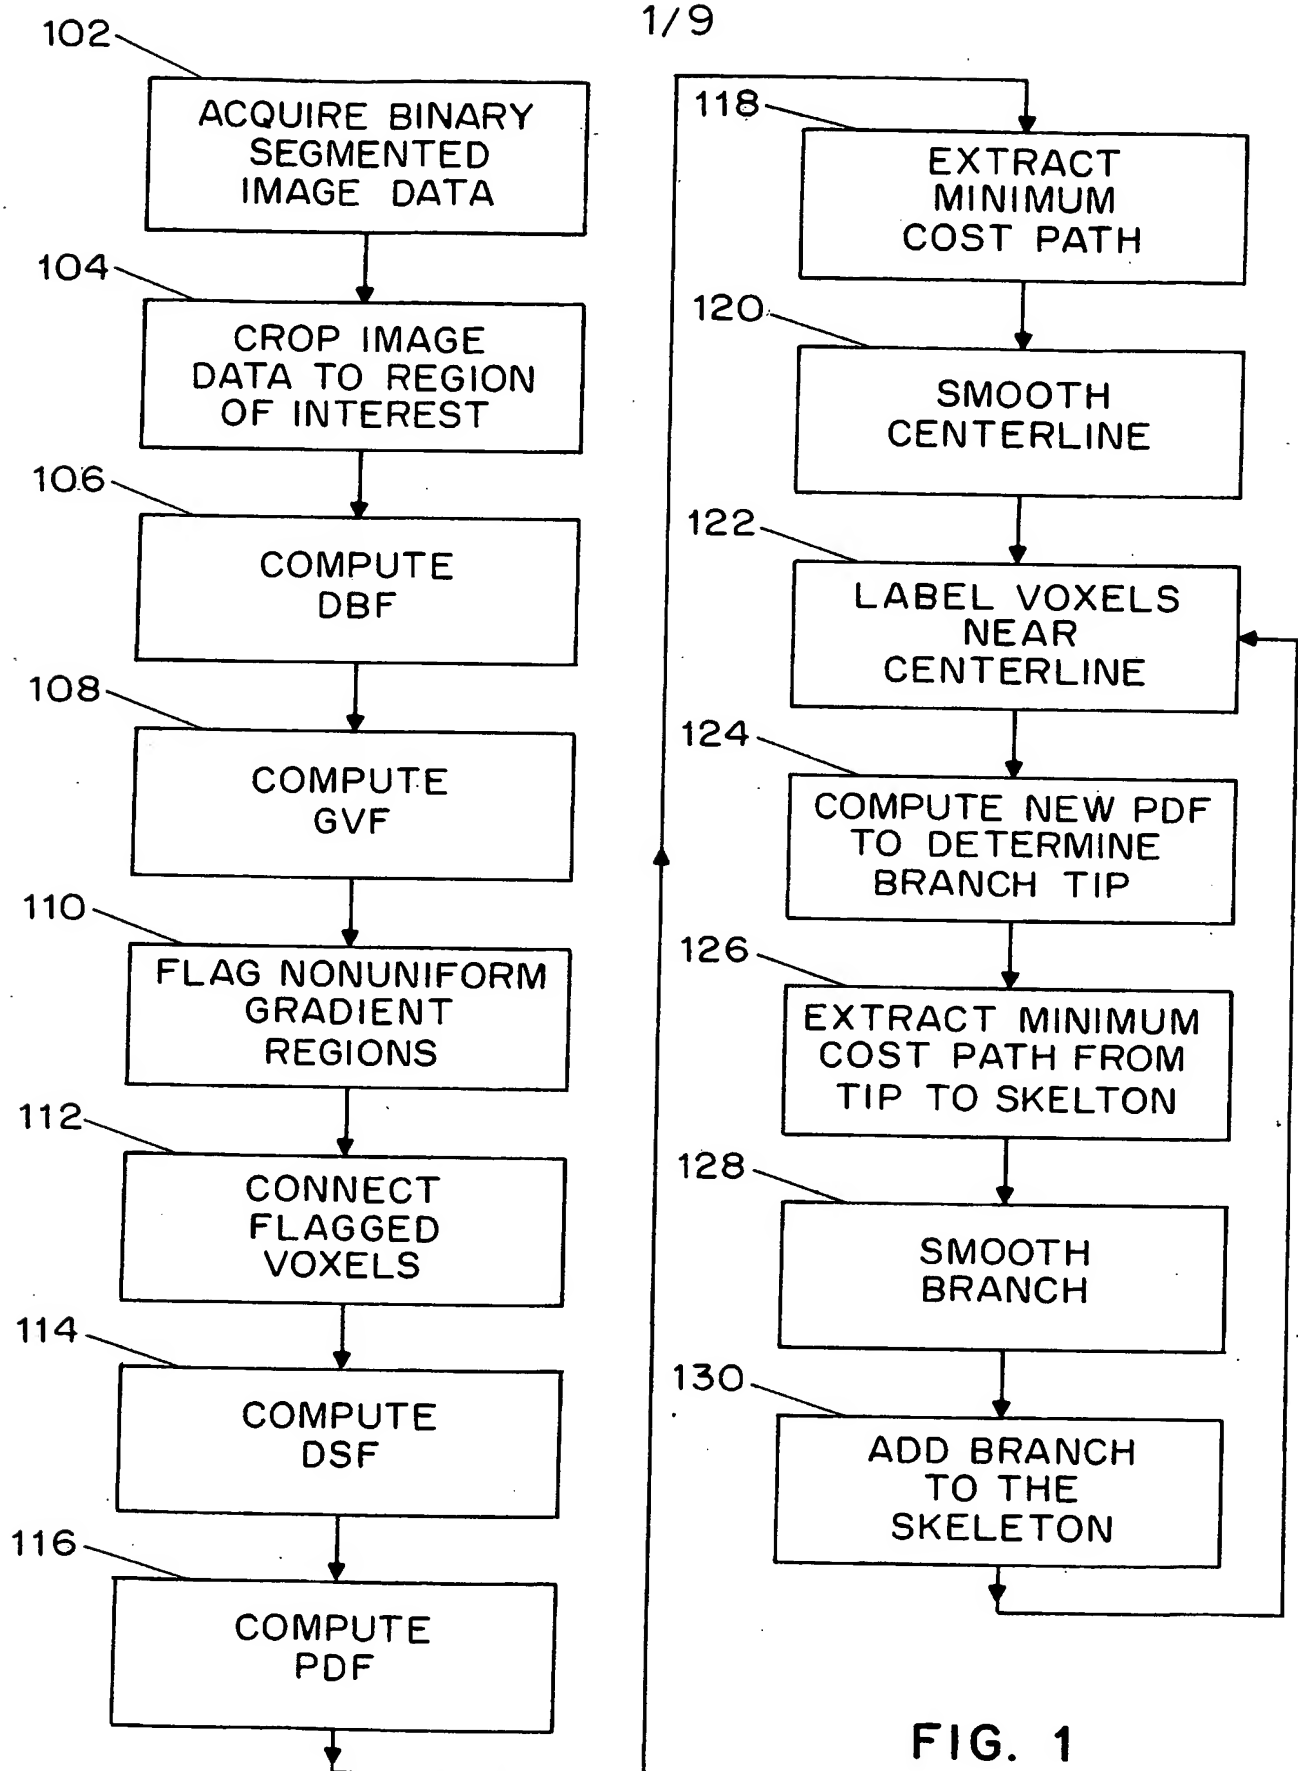 1/9
102
ACQUIRE BINARY
SEGMENTED
IMAGE DATA
104
CROP IMAGE
DATA TO REGION
OF INTEREST
106
COMPUTE
DBF
108
COMPUTE
GVF
110
FLAG NONUNIFORM
GRADIENT
REGIONS
112
CONNECT
FLAGGED
VOXELS
114
COMPUTE
DSF
116
COMPUTE
PDF
118
EXTRACT
MINIMUM
COST PATH
120
SMOOTH
CENTERLINE
122
LABEL VOXELS
NEAR
CENTERLINE
124
COMPUTE NEW PDF
TO DETERMINE
BRANCH TIP
126
EXTRACT MINIMUM
COST PATH FROM
TIP TO SKELTON
128
SMOOTH
BRANCH
130
ADD BRANCH
TO THE
SKELETON
FIG. 1